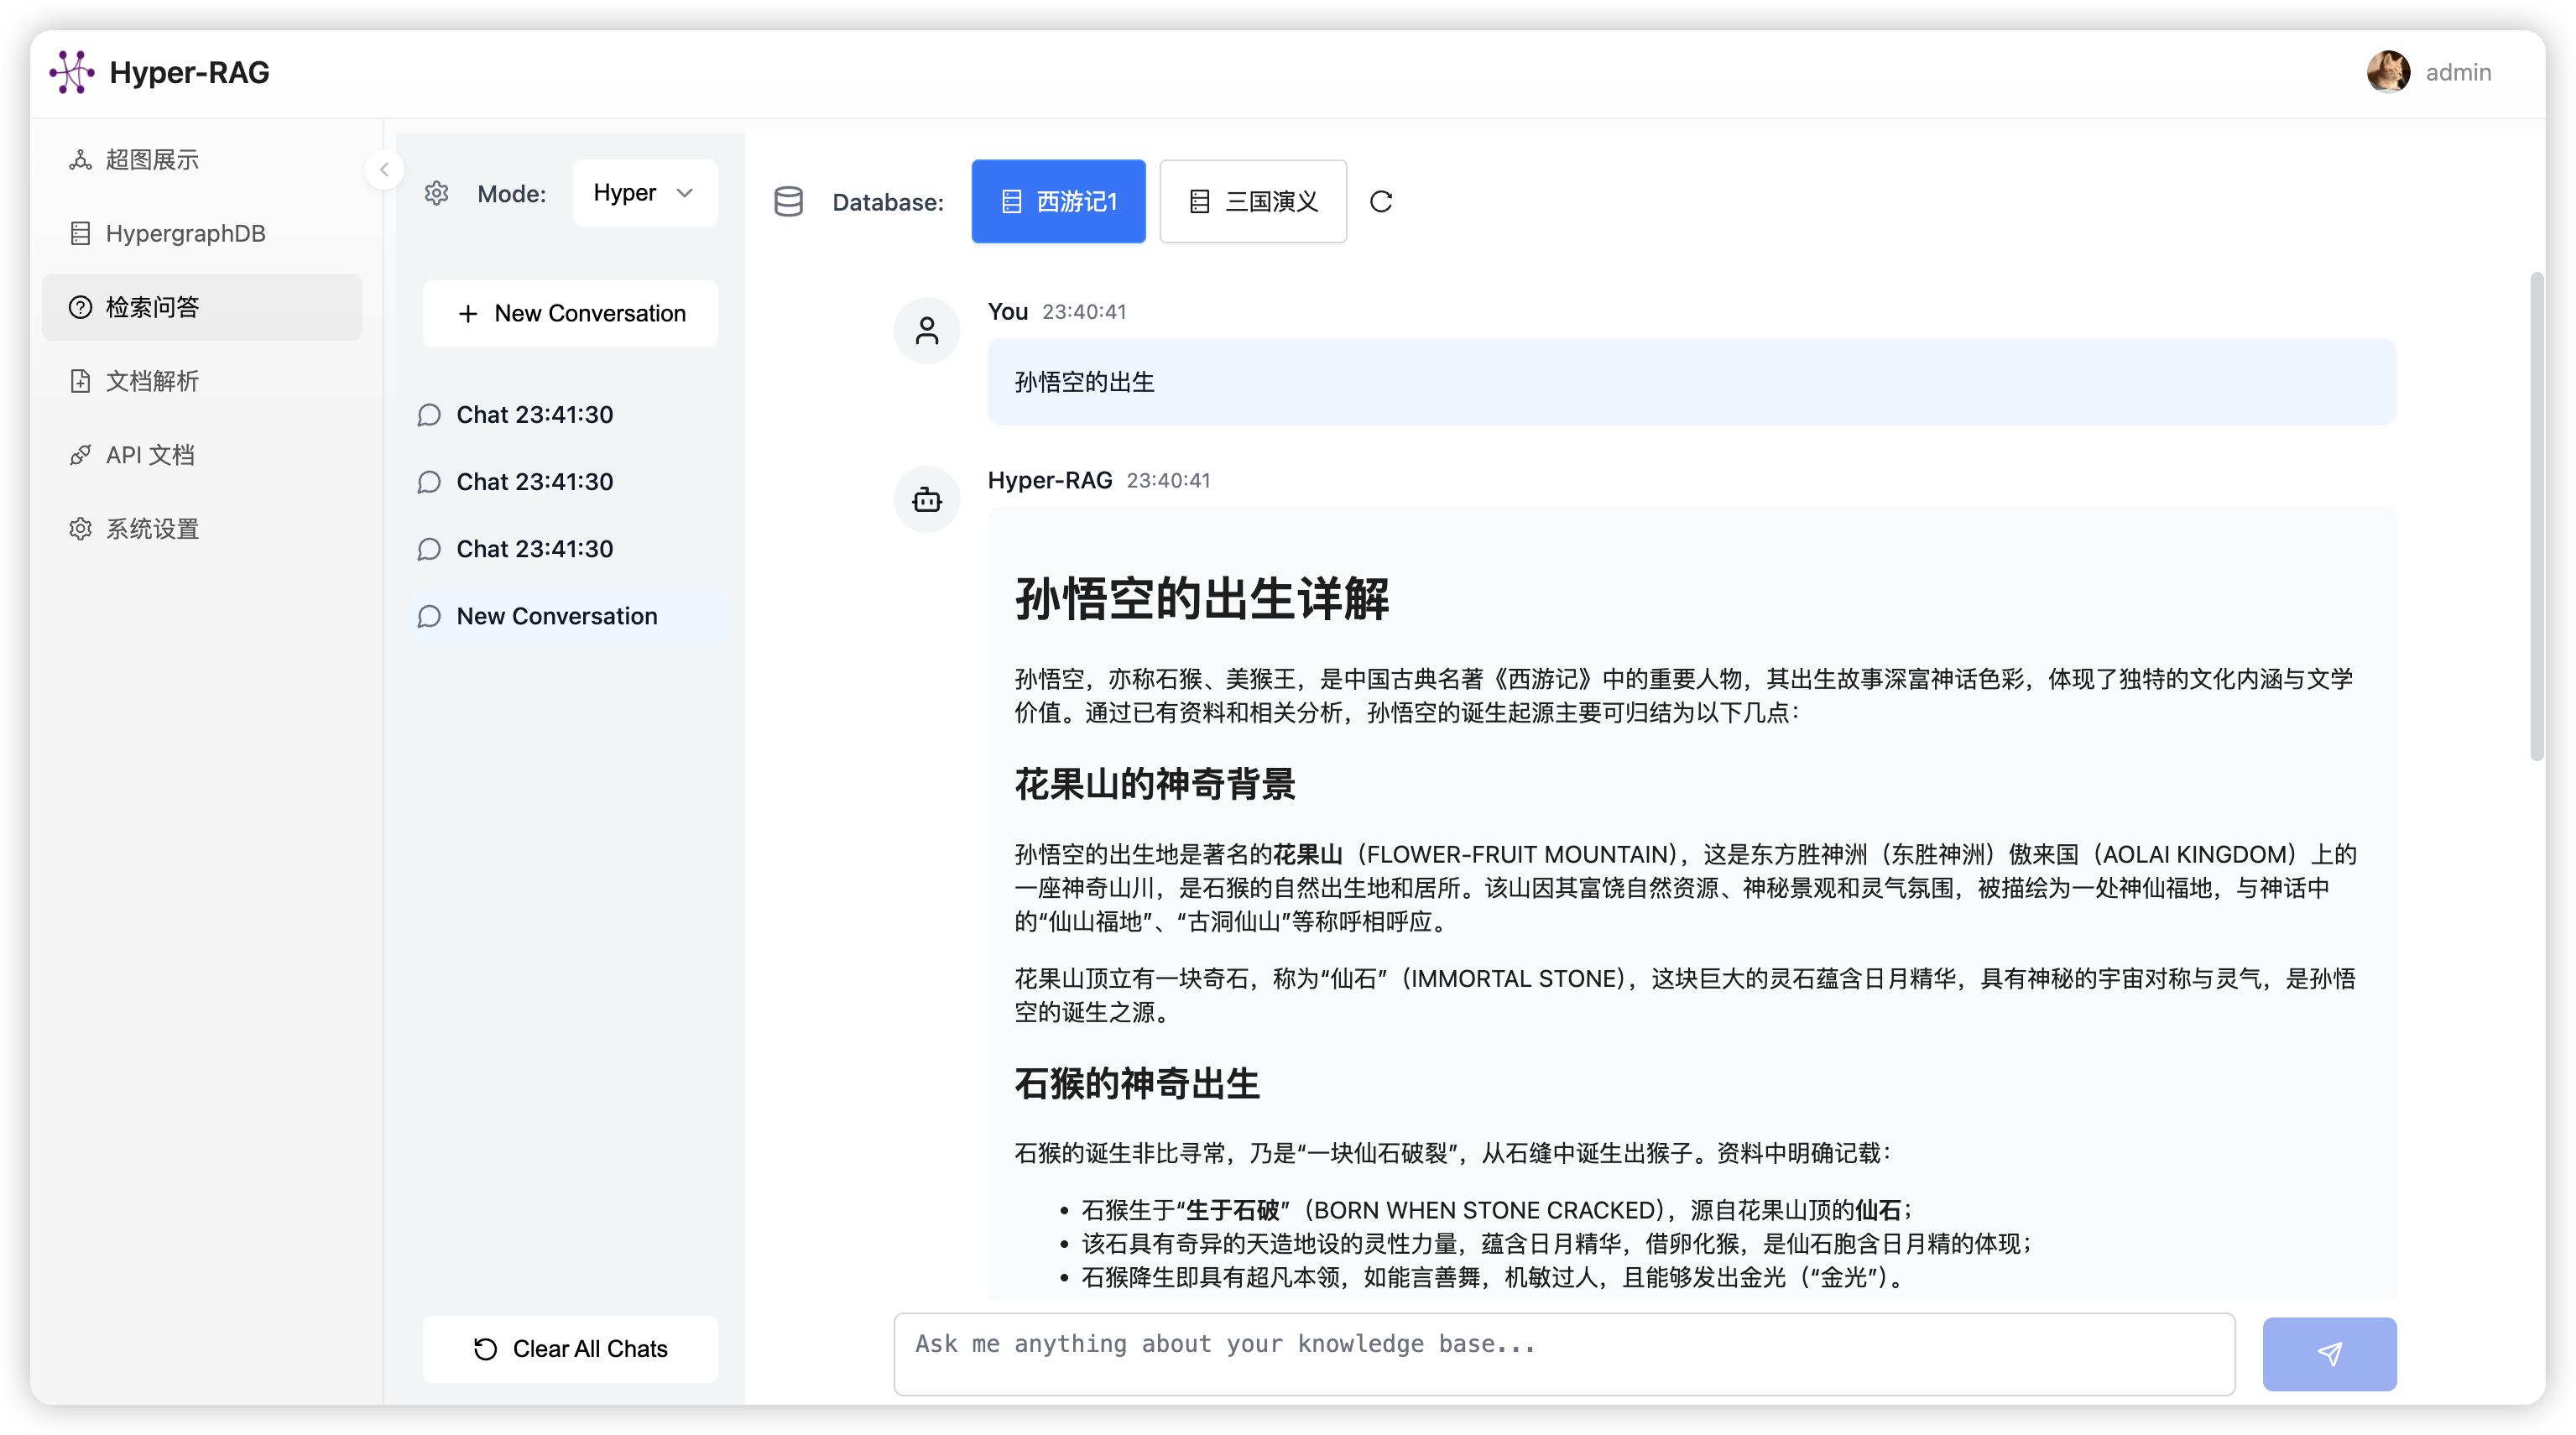 Hyper-RAG
admin
超图展示
HypergraphDB
检索问答
文档解析
API 文档
系统设置
Mode:
Hyper
New Conversation
Chat 23:41:30
Chat 23:41:30
Chat 23:41:30
New Conversation
Clear All Chats
Database:
西游记1
三国演义
You 23:40:41
孙悟空的出生
Hyper-RAG 23:40:41
孙悟空的出生详解
孙悟空，亦称石猴、美猴王，是中国古典名著《西游记》中的重要人物，其出生故事深富神话色彩，体现了独特的文化内涵与文学
价值。通过已有资料和相关分析，孙悟空的诞生起源主要可归结为以下几点：
花果山的神奇背景
孙悟空的出生地是著名的花果山（FLOWER-FRUIT MOUNTAIN），这是东方胜神洲（东胜神洲）傲来国（AOLAI KINGDOM）上的
一座神奇山川，是石猴的自然出生地和居所。该山因其富饶自然资源、神秘景观和灵气氛围，被描绘为一处神仙福地，与神话中
的“仙山福地”、“古洞仙山”等称呼相呼应。
花果山顶立有一块奇石，称为“仙石”（IMMORTAL STONE），这块巨大的灵石蕴含日月精华，具有神秘的宇宙对称与灵气，是孙悟
空的诞生之源。
石猴的神奇出生
石猴的诞生非比寻常，乃是“一块仙石破裂”，从石缝中诞生出猴子。资料中明确记载：
• 石猴生于“生于石破”（BORN WHEN STONE CRACKED），源自花果山顶的仙石；
• 该石具有奇异的天造地设的灵性力量，蕴含日月精华，借卵化猴，是仙石胞含日月精的体现；
• 石猴降生即具有超凡本领，如能言善舞，机敏过人，且能够发出金光（“金光”）。
Ask me anything about your knowledge base...